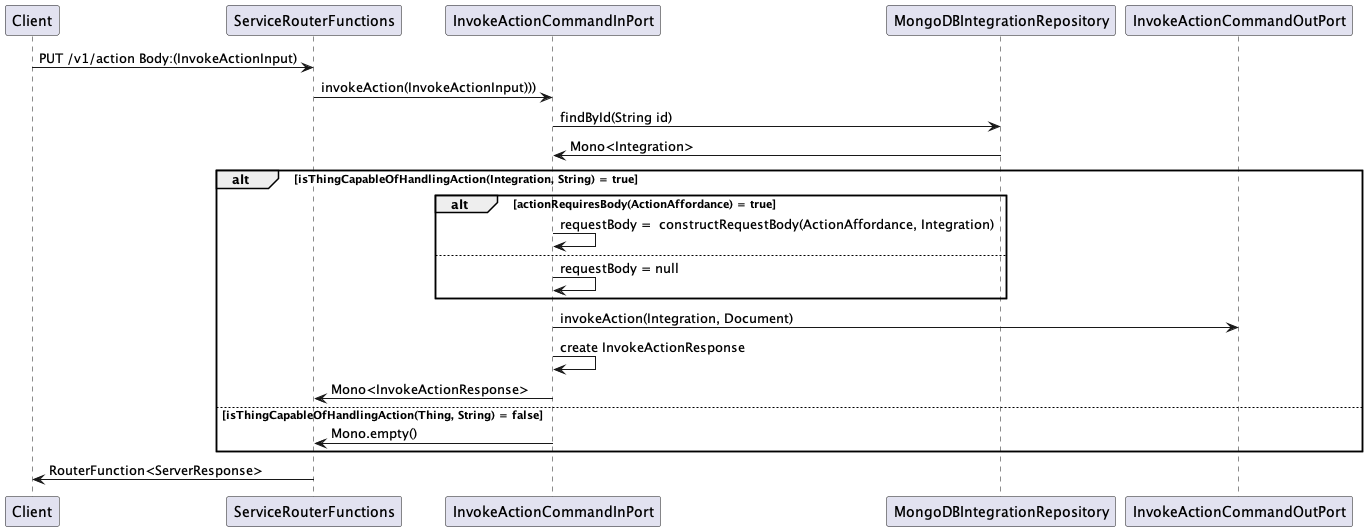 Client
ServiceRouterFunctions
InvokeActionCommandInPort
MongoDBIntegrationRepository
InvokeActionCommandOutPort
PUT /v1/action Body:(InvokeActionInput)
invokeAction(InvokeActionInput)))
findById(String id)
Mono<Integration>
alt
[isThingCapableOfHandlingAction(Integration, String) = true]
alt
[actionRequiresBody(ActionAffordance) = true]
requestBody =  constructRequestBody(ActionAffordance, Integration)
requestBody = null
invokeAction(Integration, Document)
create InvokeActionResponse
Mono<InvokeActionResponse>
[isThingCapableOfHandlingAction(Thing, String) = false]
Mono.empty()
RouterFunction<ServerResponse>
Client
ServiceRouterFunctions
InvokeActionCommandInPort
MongoDBIntegrationRepository
InvokeActionCommandOutPort